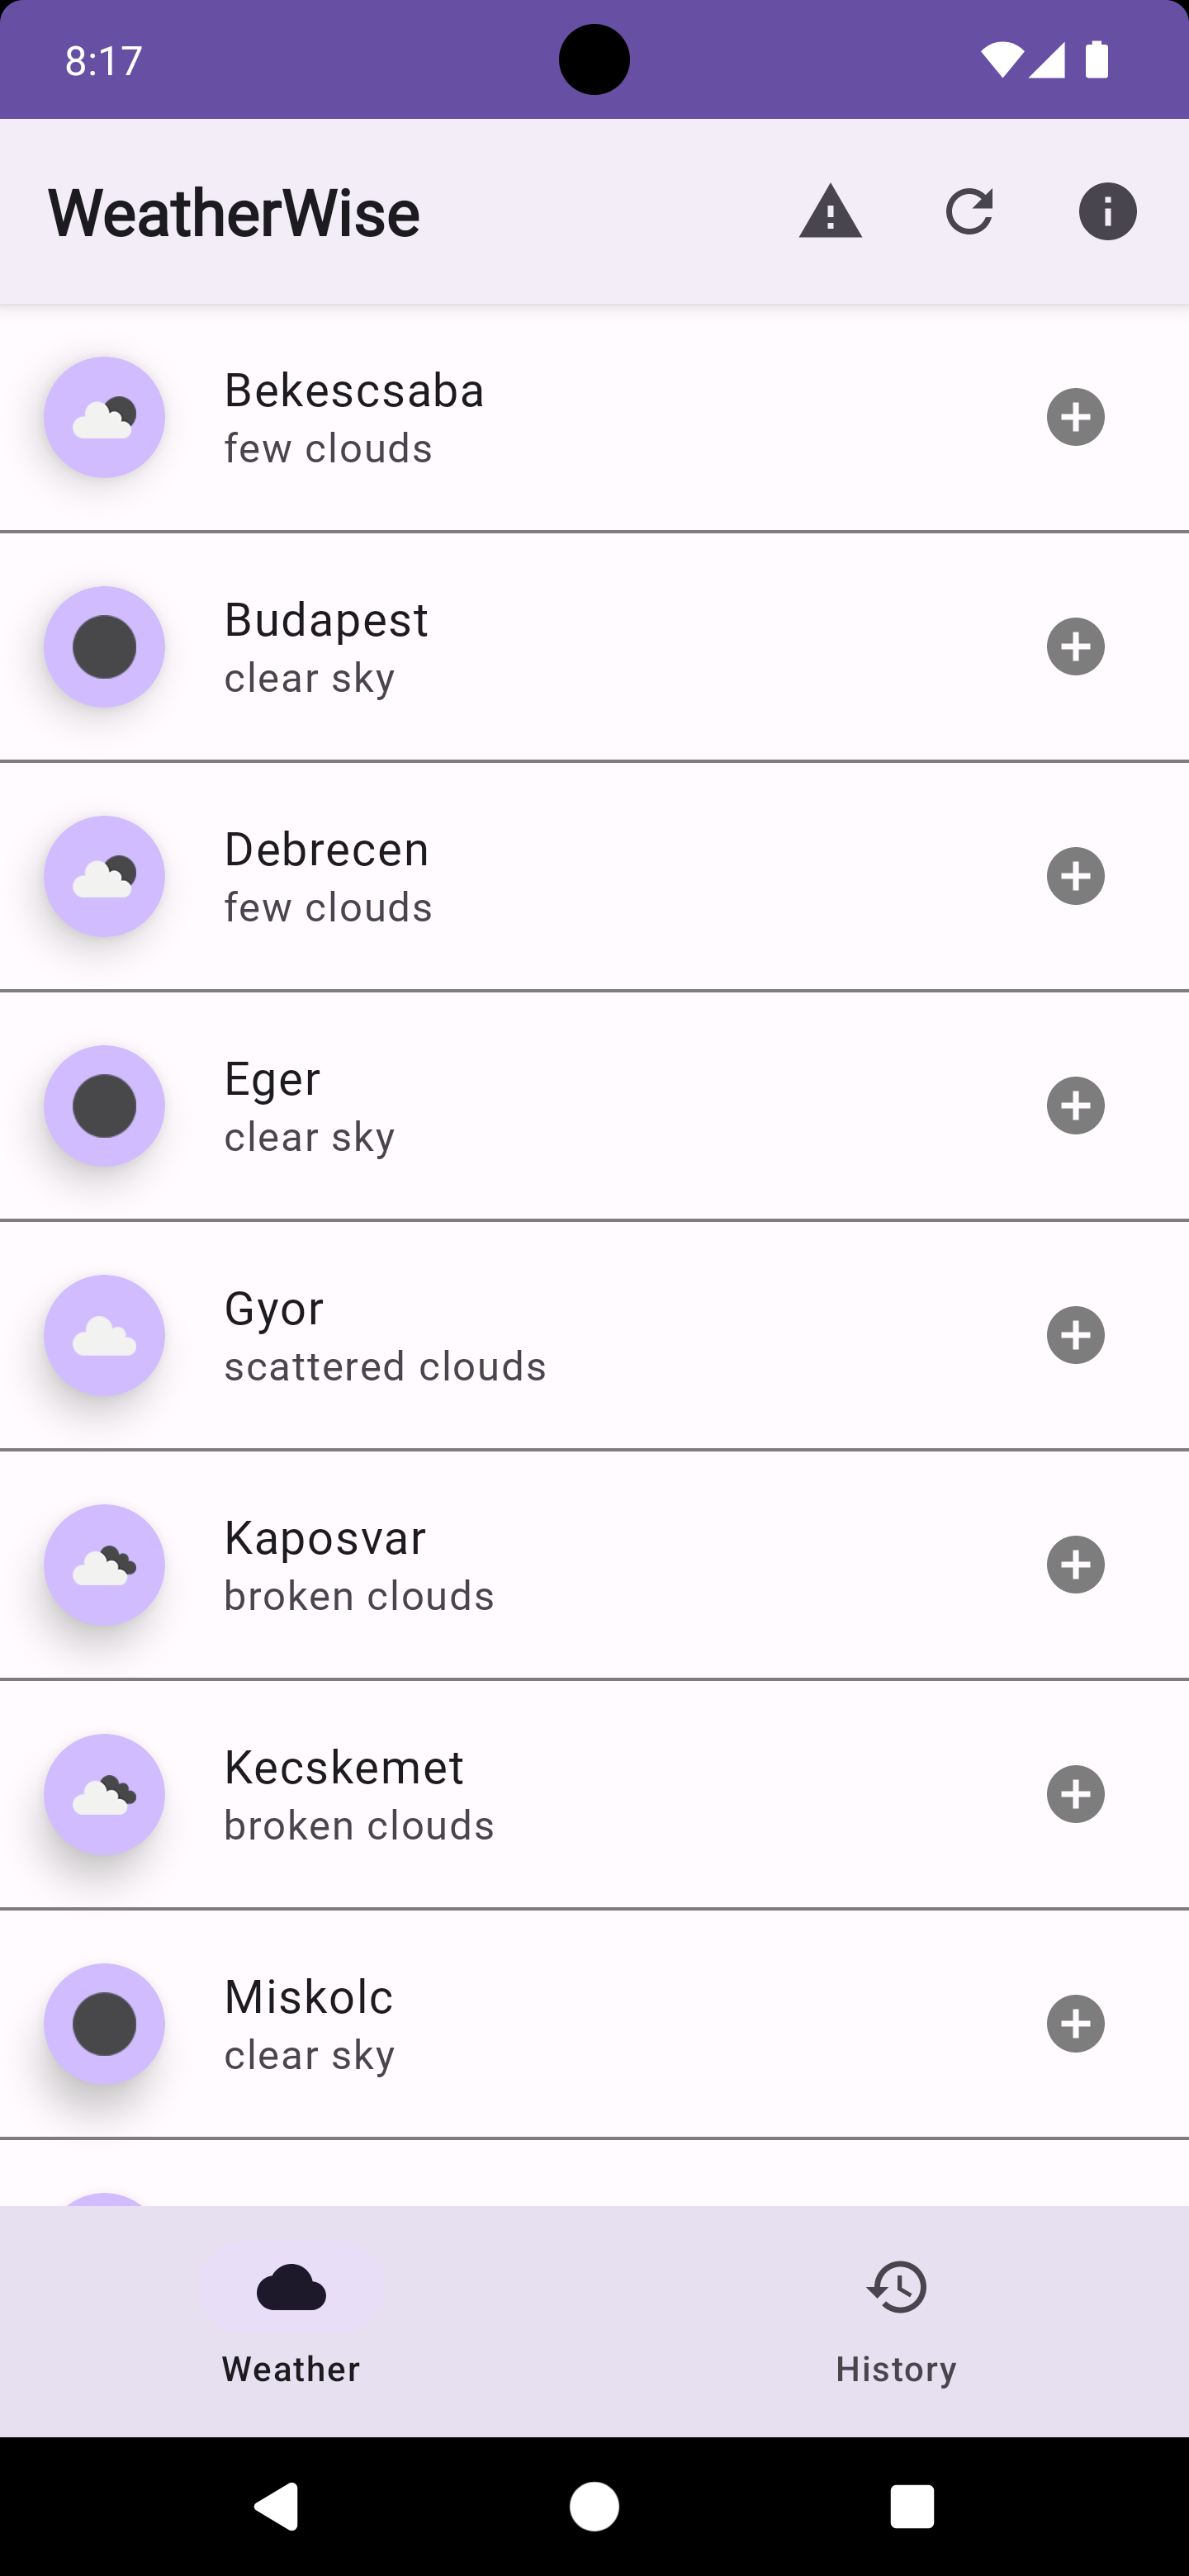 8:17
WeatherWise
Bekescsaba
few clouds
Budapest
clear sky
Debrecen
few clouds
Eger
clear sky
Gyor
scattered clouds
Kaposvar
broken clouds
Kecskemet
broken clouds
Miskolc
clear sky
Weather
History